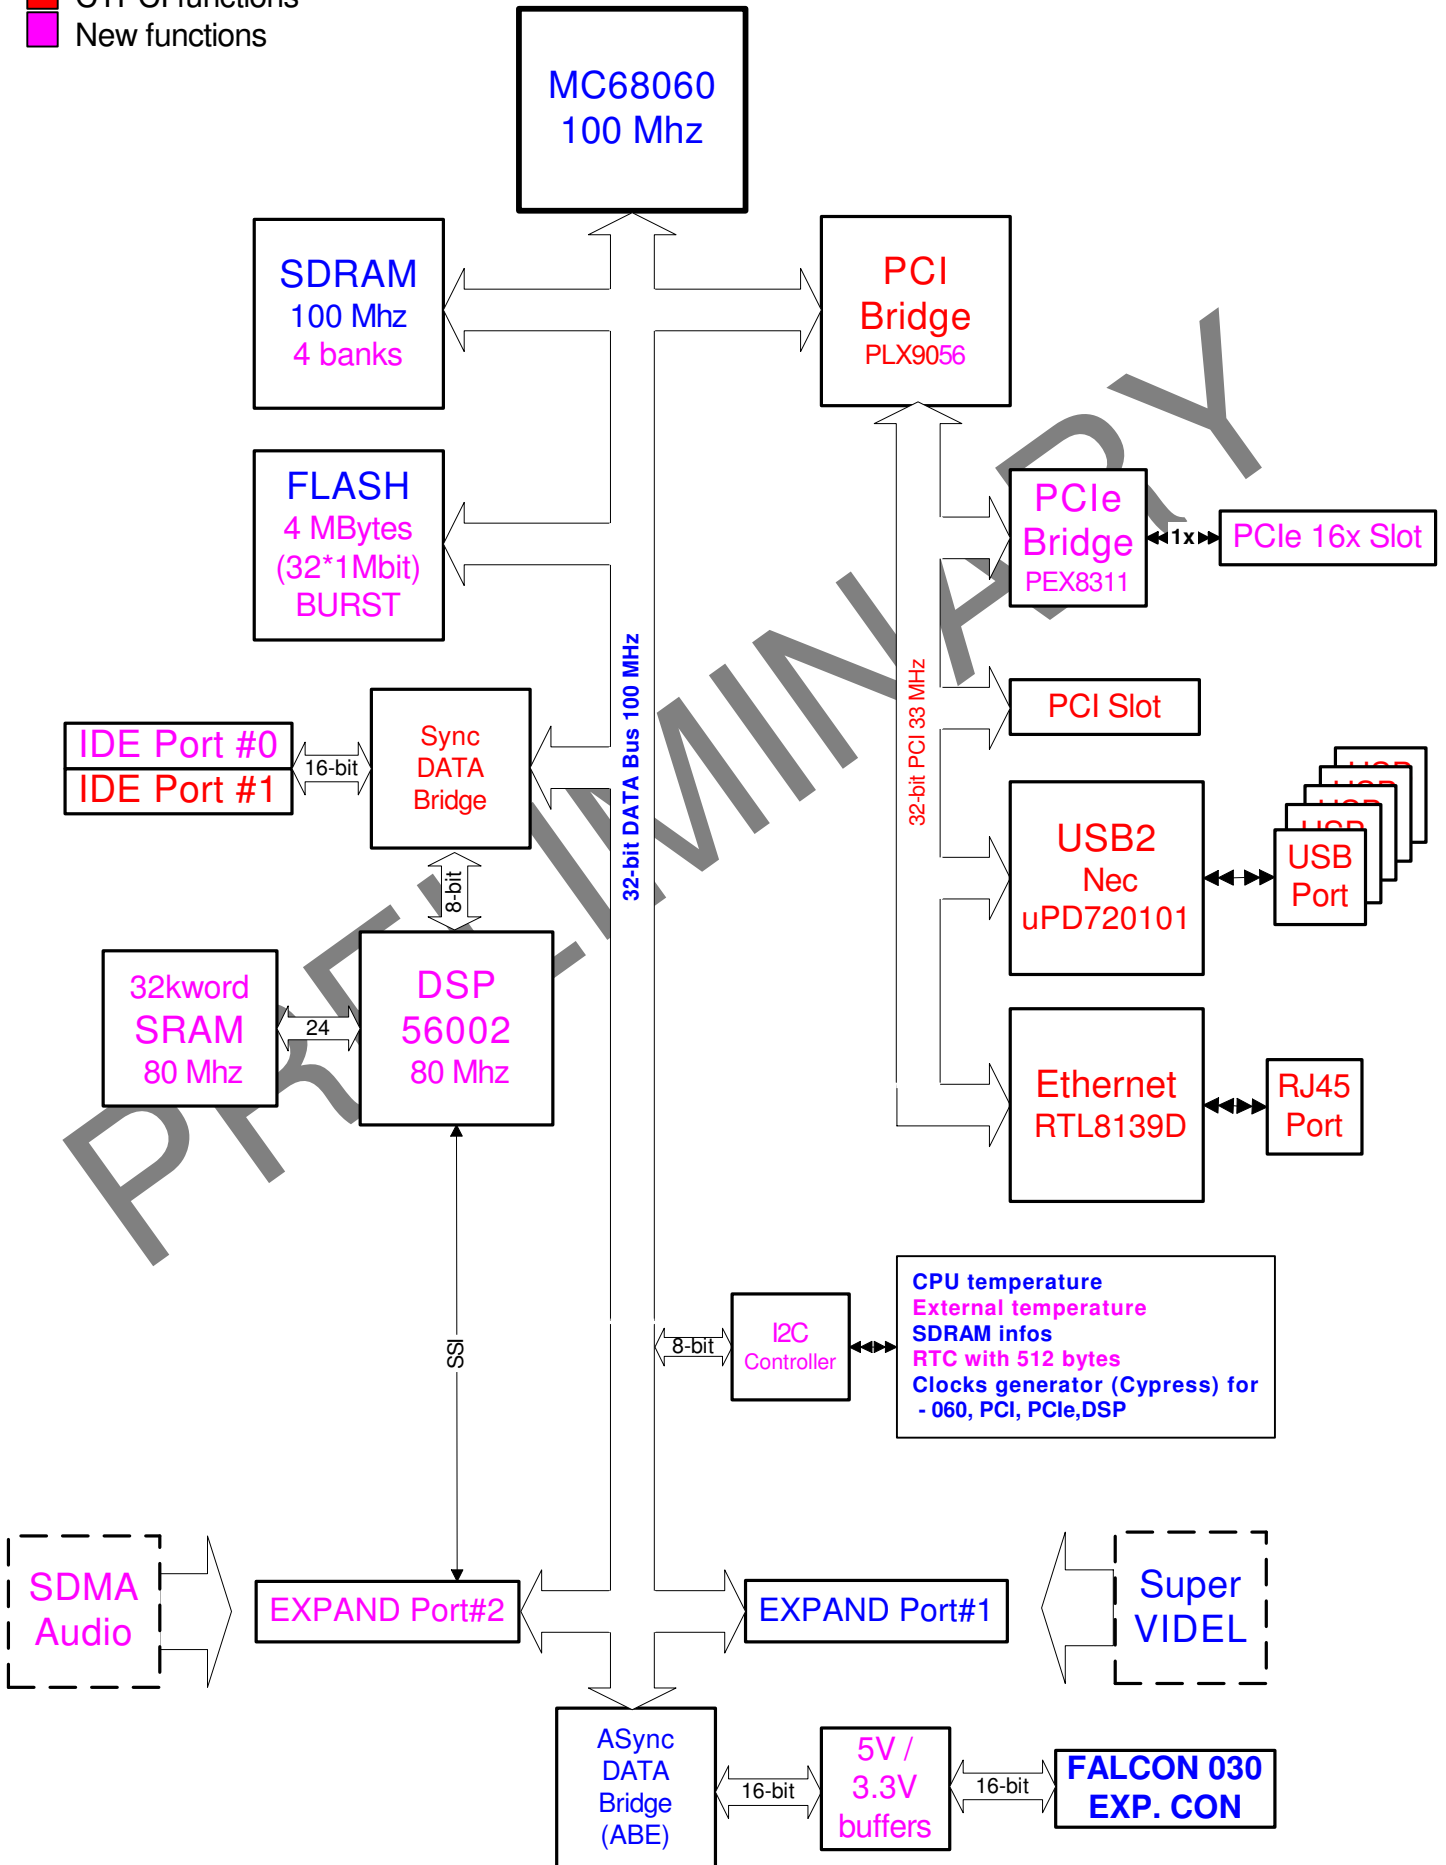 CTPCI functions
New functions
MC68060
100 Mhz
SDRAM
100 Mhz
4 banks
PCI
Bridge
PLX9056
FLASH
4 MBytes
(32*1Mbit)
BURST
PCIe
Bridge
PEX8311
1x
PCIe 16x Slot
32-bit DATA Bus 100 MHz
32-bit PCI 33 MHz
PCI Slot
IDE Port #0
IDE Port #1
16-bit
Sync
DATA
Bridge
8-bit
USB2
Nec
uPD720101
USB
USB
USB
USB
USB
Port
32kword
SRAM
80 Mhz
24
DSP
56002
80 Mhz
Ethernet
RTL8139D
RJ45
Port
PRELIMINARY
SSI
8-bit
I2C
Controller
CPU temperature
External temperature
SDRAM infos
RTC with 512 bytes
Clocks generator (Cypress) for
- 060, PCI, PCIe,DSP
SDMA
Audio
EXPAND Port#2
EXPAND Port#1
Super
VIDEL
ASync
DATA
Bridge
(ABE)
16-bit
5V /
3.3V
buffers
16-bit
FALCON 030
EXP. CON